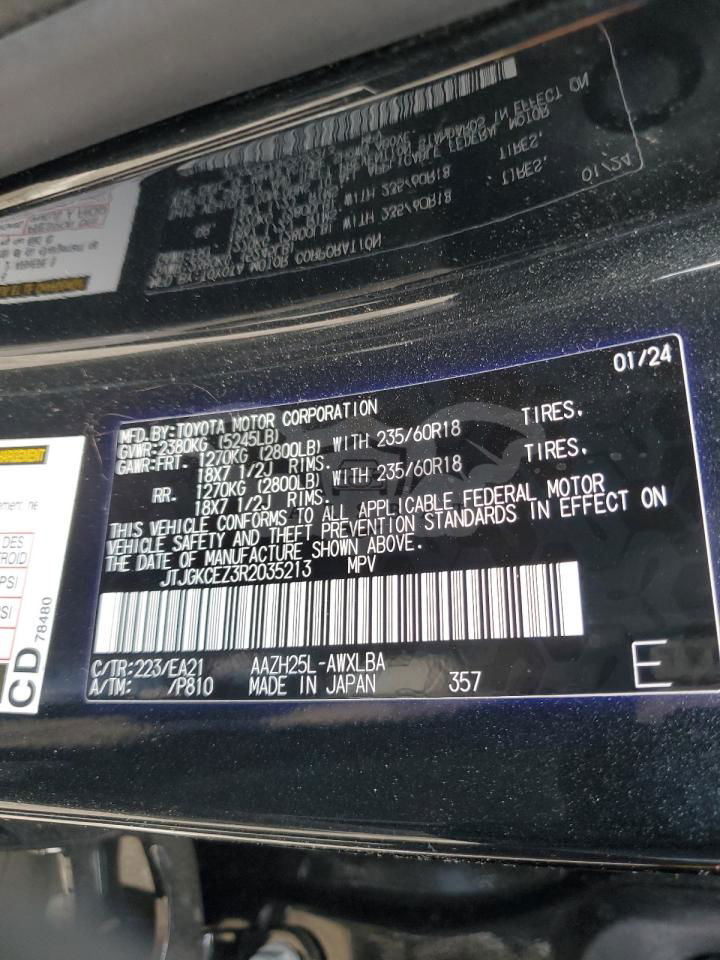 01/24
MFD.BY:TOYOTA MOTOR CORPORATION
GVWR:2380KG (5245LB)
GAWR:FRT. 1270KG (2800LB) WITH 235/60R18 TIRES,
18X7 1/2J RIMS.
RR. 1270KG (2800LB) WITH 235/60R18 TIRES,
18X7 1/2J RIMS.
THIS VEHICLE CONFORMS TO ALL APPLICABLE FEDERAL MOTOR
VEHICLE SAFETY AND THEFT PREVENTION STANDARDS IN EFFECT ON
THE DATE OF MANUFACTURE SHOWN ABOVE.
JTJGKCEZ3R2035213 MPV
C/TR:223/EA21 AAZH25L-AWXLBA
A/TM: /P810 MADE IN JAPAN 357 E
DES
PSI
CD 78480